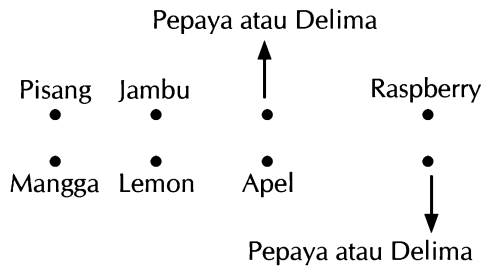 Pepaya atau Delima
Pisang Jambu Raspberry
Mangga Lemon Apel
Pepaya atau Delima